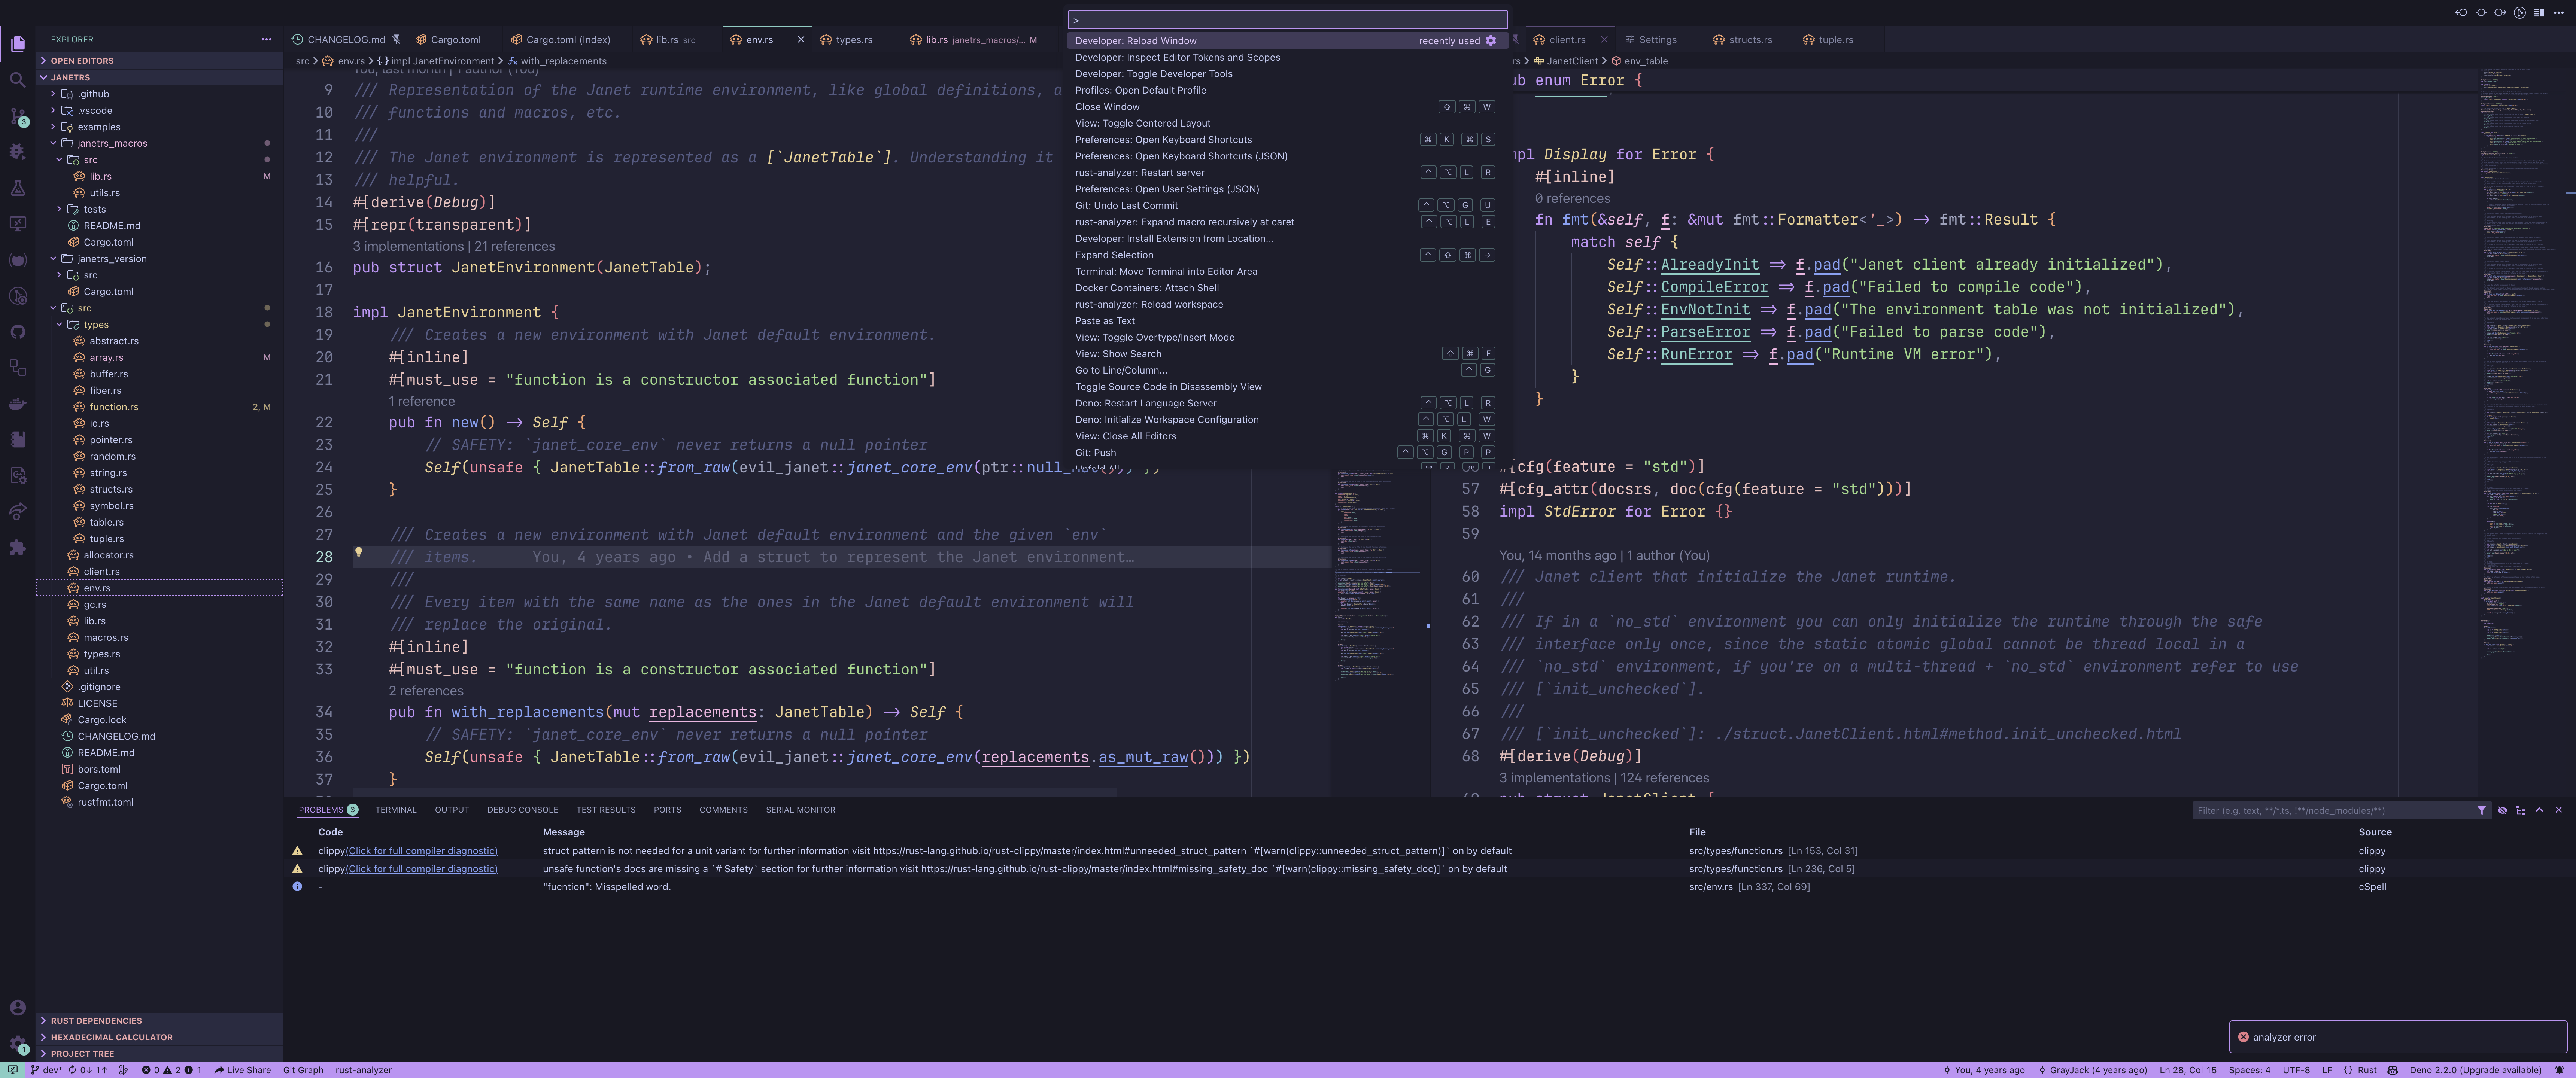 >
EXPLORER
OPEN EDITORS
JANETRS
.github
.vscode
examples
janetrs_macros
src
lib.rs M
utils.rs
tests
README.md
Cargo.toml
janetrs_version
src
Cargo.toml
src
types
abstract.rs
array.rs M
buffer.rs
fiber.rs
function.rs 2, M
io.rs
pointer.rs
random.rs
string.rs
structs.rs
symbol.rs
table.rs
tuple.rs
allocator.rs
client.rs
env.rs
gc.rs
lib.rs
macros.rs
types.rs
util.rs
.gitignore
LICENSE
Cargo.lock
CHANGELOG.md
README.md
bors.toml
Cargo.toml
rustfmt.toml
RUST DEPENDENCIES
HEXADECIMAL CALCULATOR
PROJECT TREE
3
1
CHANGELOG.md Cargo.toml Cargo.toml (Index) lib.rs src env.rs types.rs lib.rs janetrs_macros/... M
src > env.rs > {} impl JanetEnvironment > with_replacements
You, last month | 1 author (You)
9 /// Representation of the Janet runtime environment, like global definitions, a
10 /// functions and macros, etc.
11 ///
12 /// The Janet environment is represented as a [`JanetTable`]. Understanding it
13 /// helpful.
14 #[derive(Debug)]
15 #[repr(transparent)]
3 implementations | 21 references
16 pub struct JanetEnvironment(JanetTable);
17
18 impl JanetEnvironment {
19 /// Creates a new environment with Janet default environment.
20 #[inline]
21 #[must_use = "function is a constructor associated function"]
1 reference
22 pub fn new() -> Self {
23 // SAFETY: `janet_core_env` never returns a null pointer
24 Self(unsafe { JanetTable::from_raw(evil_janet::janet_core_env(ptr::null_mut())) })
25 }
26
27 /// Creates a new environment with Janet default environment and the given `env`
28 /// items. You, 4 years ago • Add a struct to represent the Janet environment…
29 ///
30 /// Every item with the same name as the ones in the Janet default environment will
31 /// replace the original.
32 #[inline]
33 #[must_use = "function is a constructor associated function"]
2 references
34 pub fn with_replacements(mut replacements: JanetTable) -> Self {
35 // SAFETY: `janet_core_env` never returns a null pointer
36 Self(unsafe { JanetTable::from_raw(evil_janet::janet_core_env(replacements.as_mut_raw())) })
37 }
Developer: Reload Window recently used
Developer: Inspect Editor Tokens and Scopes
Developer: Toggle Developer Tools
Profiles: Open Default Profile
Close Window ⇧ ⌘ W
View: Toggle Centered Layout
Preferences: Open Keyboard Shortcuts ⌘ K ⌘ S
Preferences: Open Keyboard Shortcuts (JSON)
rust-analyzer: Restart server ⌃ ⌥ L R
Preferences: Open User Settings (JSON)
Git: Undo Last Commit ⌃ ⌥ G U
rust-analyzer: Expand macro recursively at caret ⌃ ⌥ L E
Developer: Install Extension from Location...
Expand Selection ⌃ ⇧ ⌘ →
Terminal: Move Terminal into Editor Area
Docker Containers: Attach Shell
rust-analyzer: Reload workspace
Paste as Text
View: Toggle Overtype/Insert Mode
View: Show Search ⇧ ⌘ F
Go to Line/Column... ⌃ G
Toggle Source Code in Disassembly View
Deno: Restart Language Server ⌃ ⌥ L R
Deno: Initialize Workspace Configuration ⌃ ⌥ L W
View: Close All Editors ⌘ K ⌘ W
Git: Push ⌃ ⌥ G P P
client.rs Settings structs.rs tuple.rs
rs > JanetClient > env_table
ub enum Error {
mpl Display for Error {
#[inline]
0 references
fn fmt(&self, f: &mut fmt::Formatter<'_>) -> fmt::Result {
match self {
Self::AlreadyInit => f.pad("Janet client already initialized"),
Self::CompileError => f.pad("Failed to compile code"),
Self::EnvNotInit => f.pad("The environment table was not initialized"),
Self::ParseError => f.pad("Failed to parse code"),
Self::RunError => f.pad("Runtime VM error"),
}
}
#[cfg(feature = "std")]
57 #[cfg_attr(docsrs, doc(cfg(feature = "std")))]
58 impl StdError for Error {}
59
You, 14 months ago | 1 author (You)
60 /// Janet client that initialize the Janet runtime.
61 ///
62 /// If in a `no_std` environment you can only initialize the runtime through the safe
63 /// interface only once, since the static atomic global cannot be thread local in a
64 /// `no_std` environment, if you're on a multi-thread + `no_std` environment refer to use
65 /// [`init_unchecked`].
66 ///
67 /// [`init_unchecked`]: ./struct.JanetClient.html#method.init_unchecked.html
68 #[derive(Debug)]
3 implementations | 124 references
69 pub struct JanetClient {
PROBLEMS 3 TERMINAL OUTPUT DEBUG CONSOLE TEST RESULTS PORTS COMMENTS SERIAL MONITOR Filter (e.g. text, **/*.ts, !**/node_modules/**)
Code Message File Source
clippy(Click for full compiler diagnostic) struct pattern is not needed for a unit variant for further information visit https://rust-lang.github.io/rust-clippy/master/index.html#unneeded_struct_pattern `#[warn(clippy::unneeded_struct_pattern)]` on by default src/types/function.rs [Ln 153, Col 31] clippy
clippy(Click for full compiler diagnostic) unsafe function's docs are missing a `# Safety` section for further information visit https://rust-lang.github.io/rust-clippy/master/index.html#missing_safety_doc `#[warn(clippy::missing_safety_doc)]` on by default src/types/function.rs [Ln 236, Col 5] clippy
- "fucntion": Misspelled word. src/env.rs [Ln 337, Col 69] cSpell
analyzer error
dev* 0↓ 1↑ 0 2 1 Live Share Git Graph rust-analyzer You, 4 years ago GrayJack (4 years ago) Ln 28, Col 15 Spaces: 4 UTF-8 LF {} Rust Deno 2.2.0 (Upgrade available)